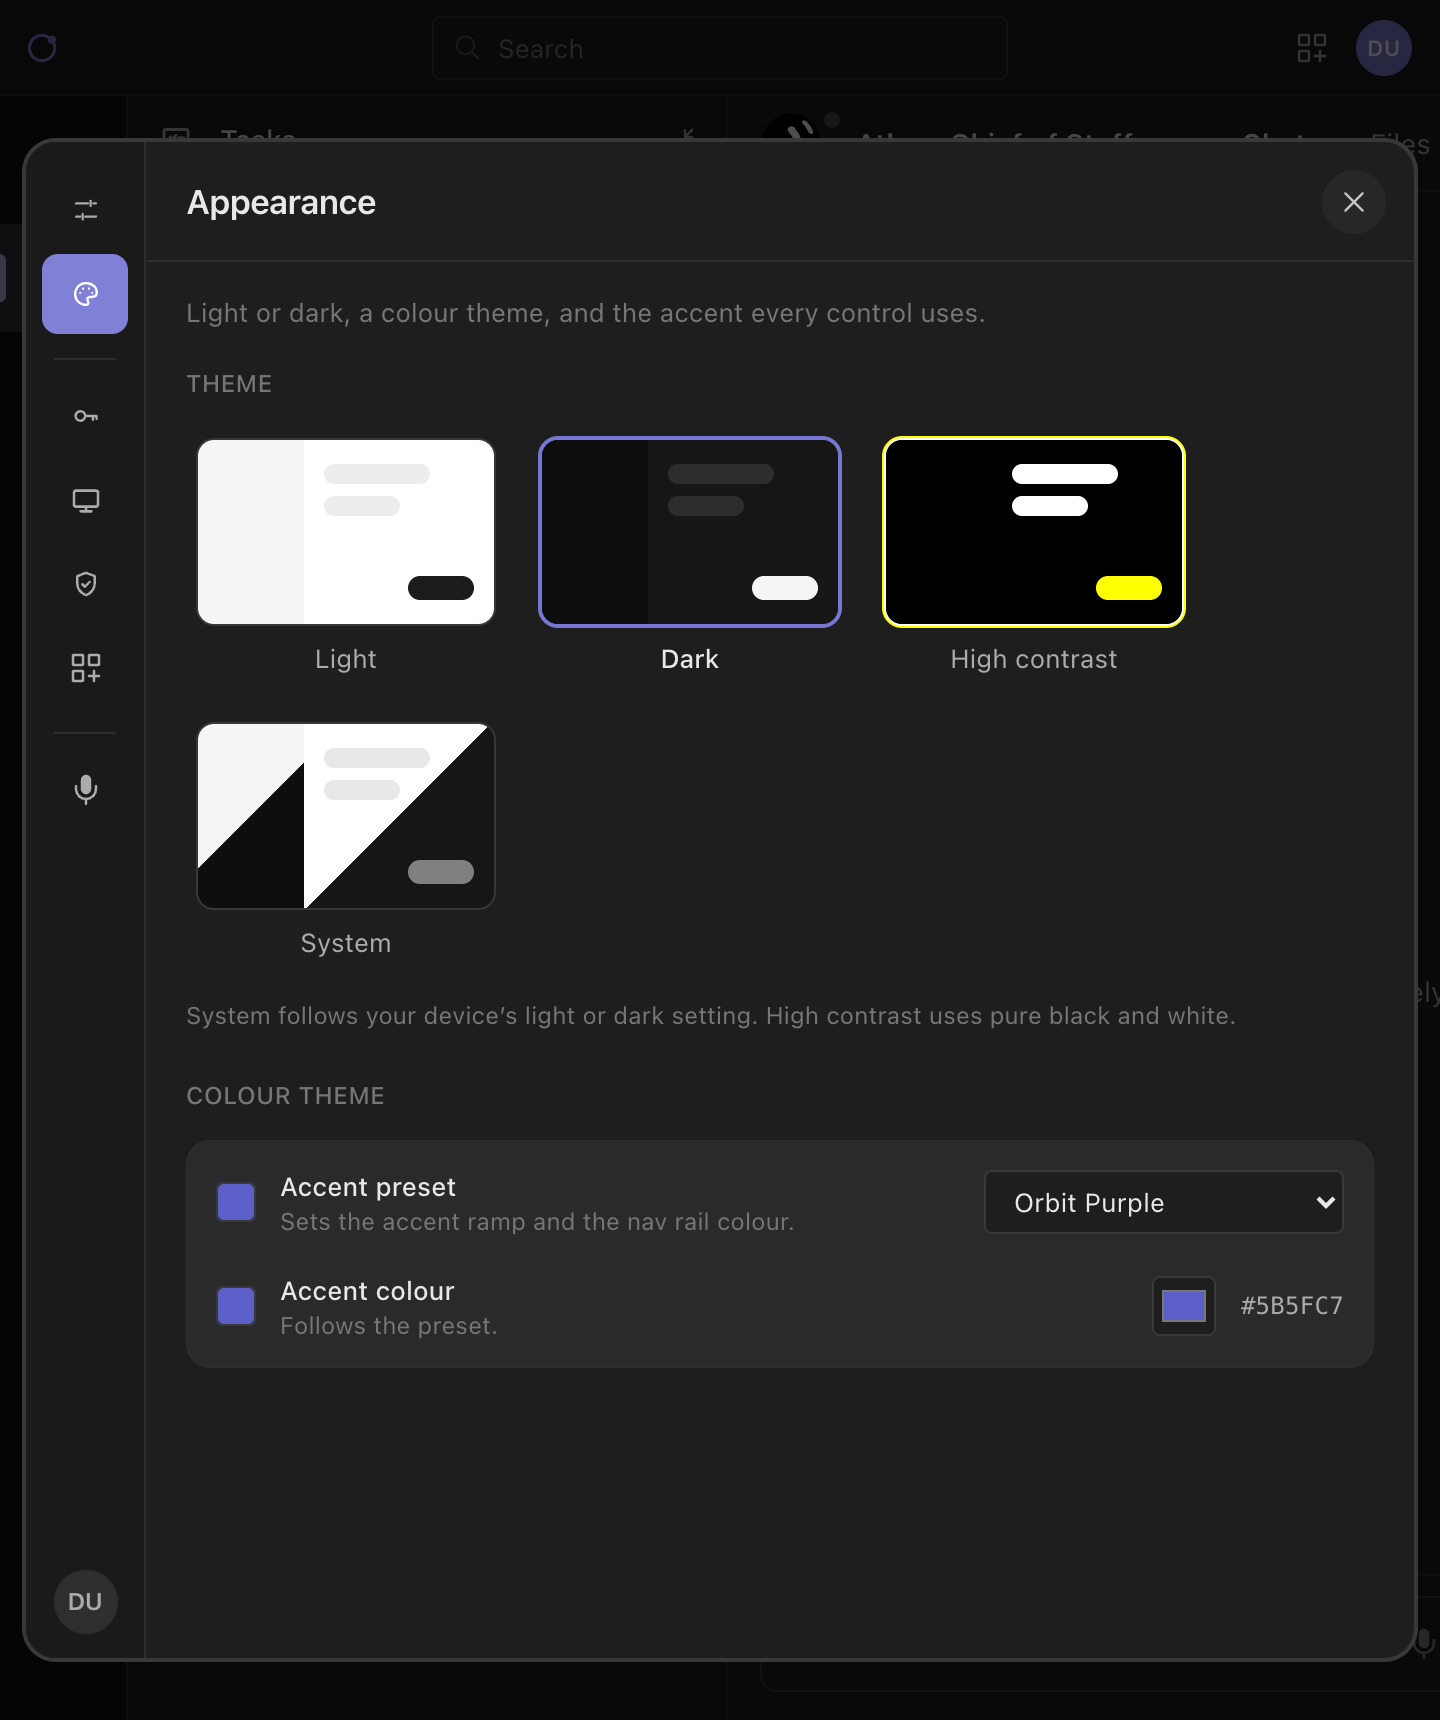 Search
DU
Tasks
Files
Appearance
Light or dark, a colour theme, and the accent every control uses.
THEME
Light
Dark
High contrast
System
System follows your device’s light or dark setting. High contrast uses pure black and white.
COLOUR THEME
Accent preset
Orbit Purple
Sets the accent ramp and the nav rail colour.
Accent colour
#5B5FC7
Follows the preset.
DU